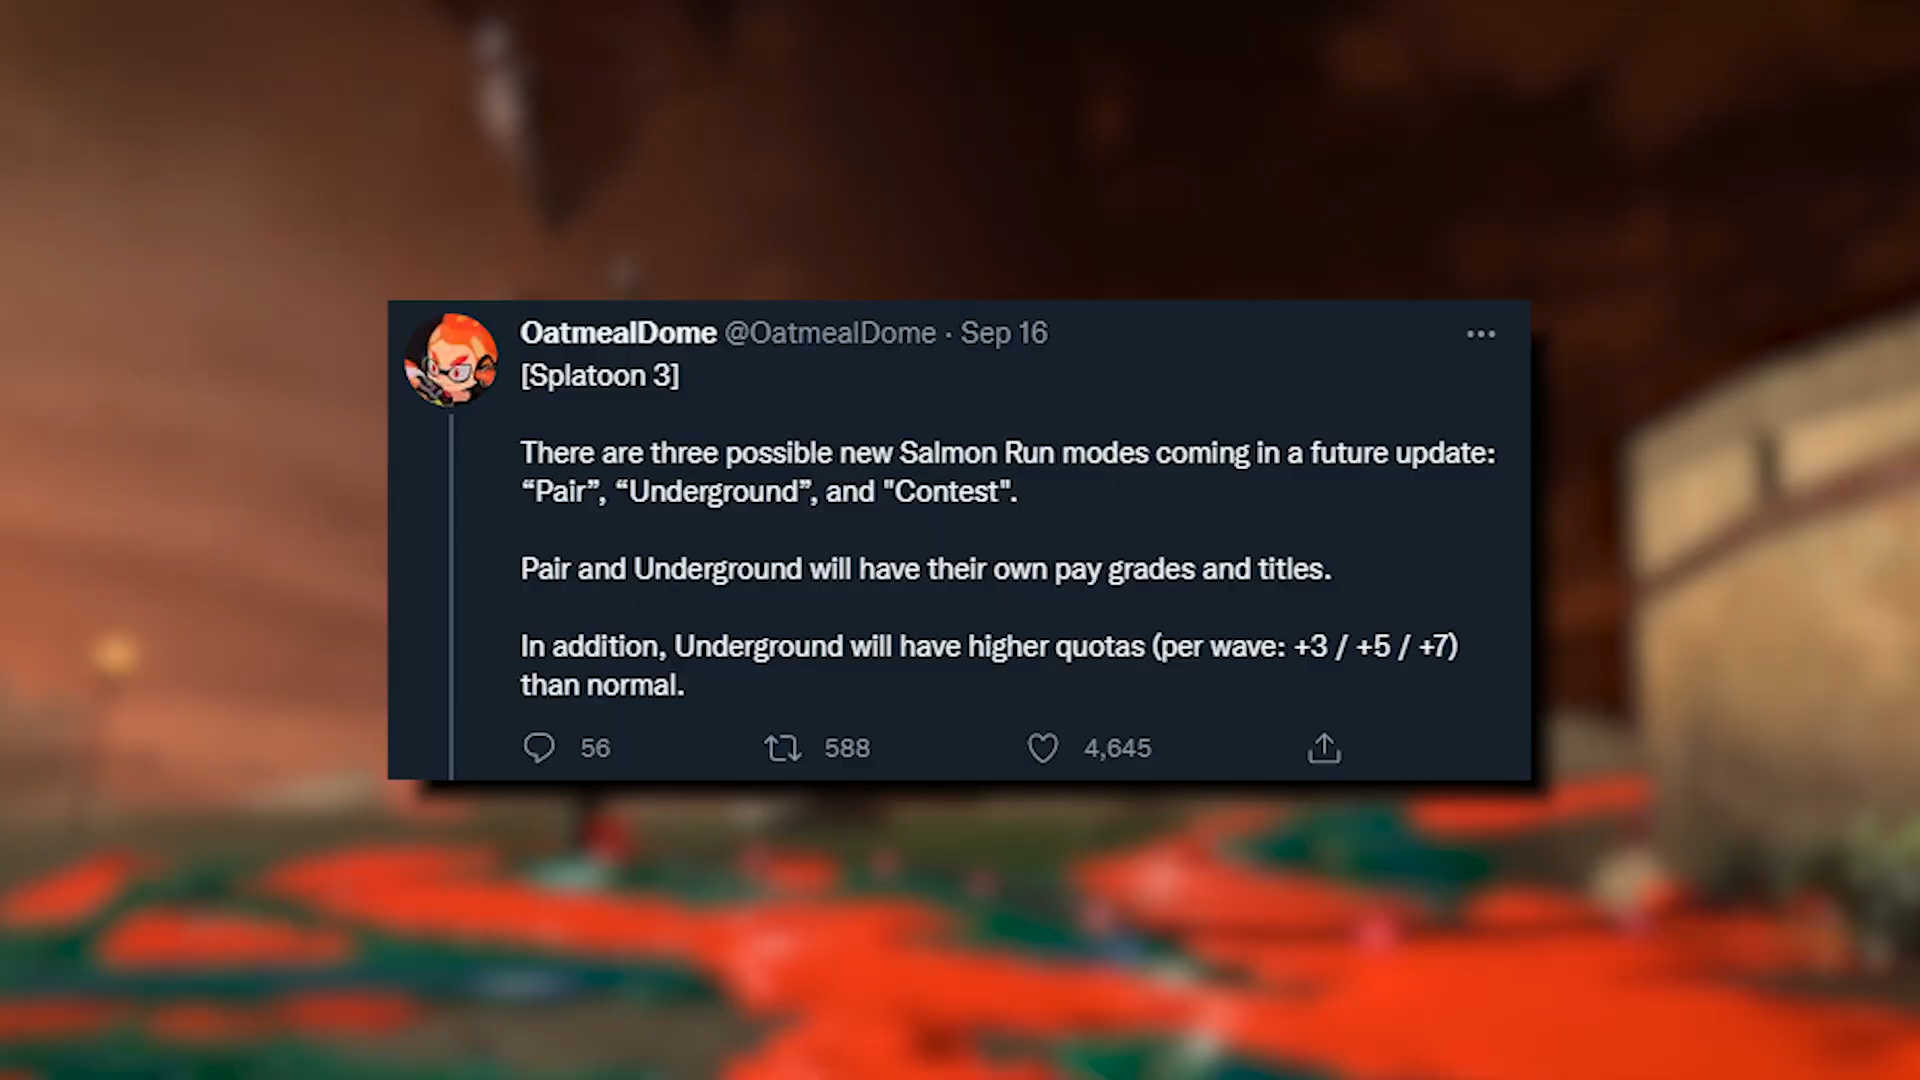 OatmealDome @OatmealDome · Sep 16
[Splatoon 3]
There are three possible new Salmon Run modes coming in a future update:
“Pair”, “Underground”, and "Contest".
Pair and Underground will have their own pay grades and titles.
In addition, Underground will have higher quotas (per wave: +3 / +5 / +7)
than normal.
56 588 4,645